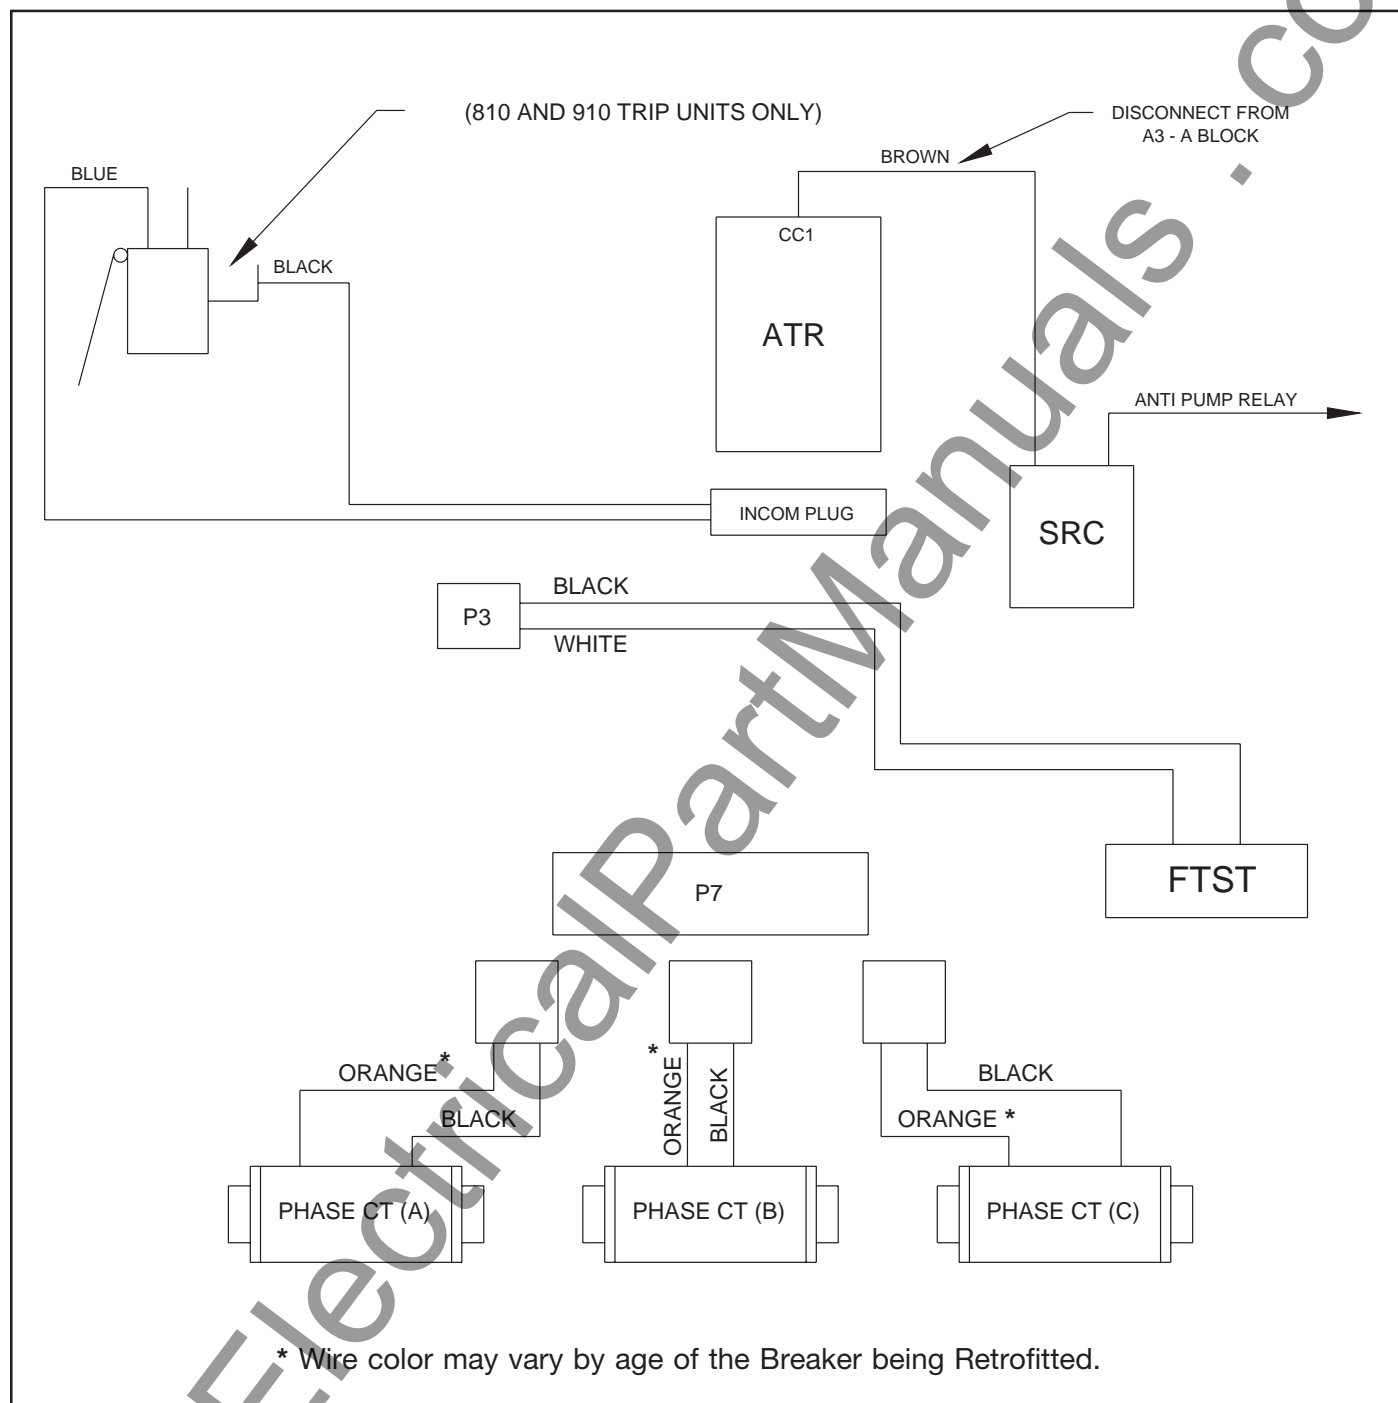 (810 AND 910 TRIP UNITS ONLY)
DISCONNECT FROM
A3 - A BLOCK
BROWN
BLUE
CC1
BLACK
ATR
ANTI PUMP RELAY
INCOM PLUG
SRC
BLACK
P3
WHITE
FTST
P7
ORANGE*
BLACK
ORANGE*
BLACK
BLACK
ORANGE *
PHASE CT (A)
PHASE CT (B)
PHASE CT (C)
* Wire color may vary by age of the Breaker being Retrofitted.
ElectricalPartManuals . co